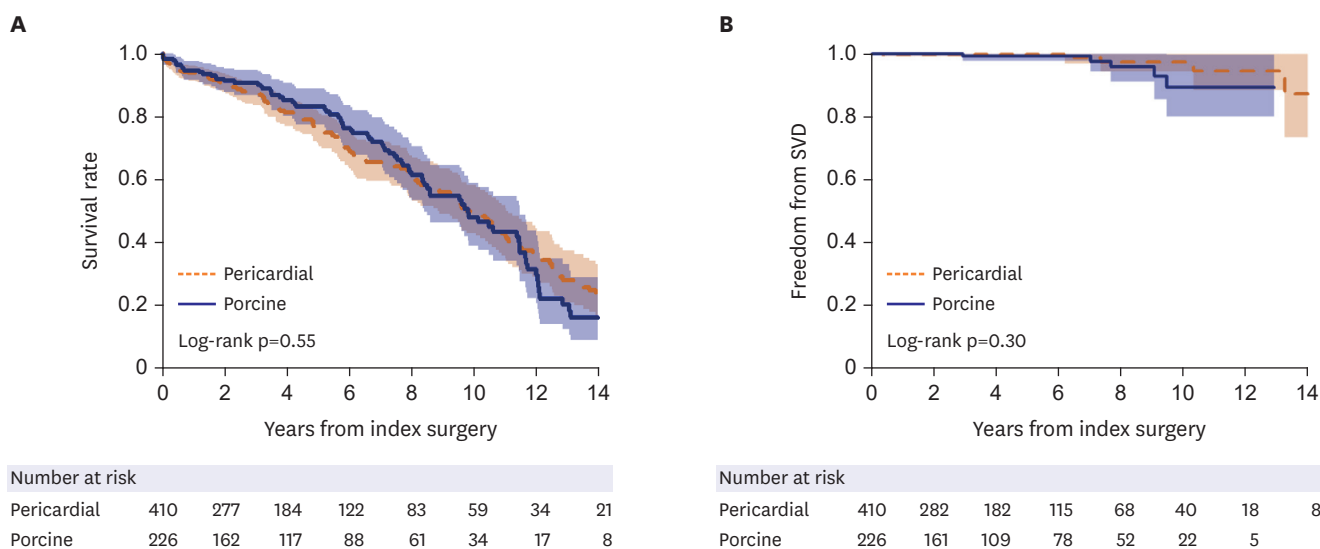 A
1.0
0.8
0.6
0.4
0.2
0
Survival rate
Pericardial
Porcine
Log-rank p=0.55
0 2 4 6 8 10 12 14
Years from index surgery
Number at risk
Pericardial 410 277 184 122 83 59 34 21
Porcine 226 162 117 88 61 34 17 8
B
1.0
0.8
0.6
0.4
0.2
0
Freedom from SVD
Pericardial
Porcine
Log-rank p=0.30
0 2 4 6 8 10 12 14
Years from index surgery
Number at risk
Pericardial 410 282 182 115 68 40 18 8
Porcine 226 161 109 78 52 22 5